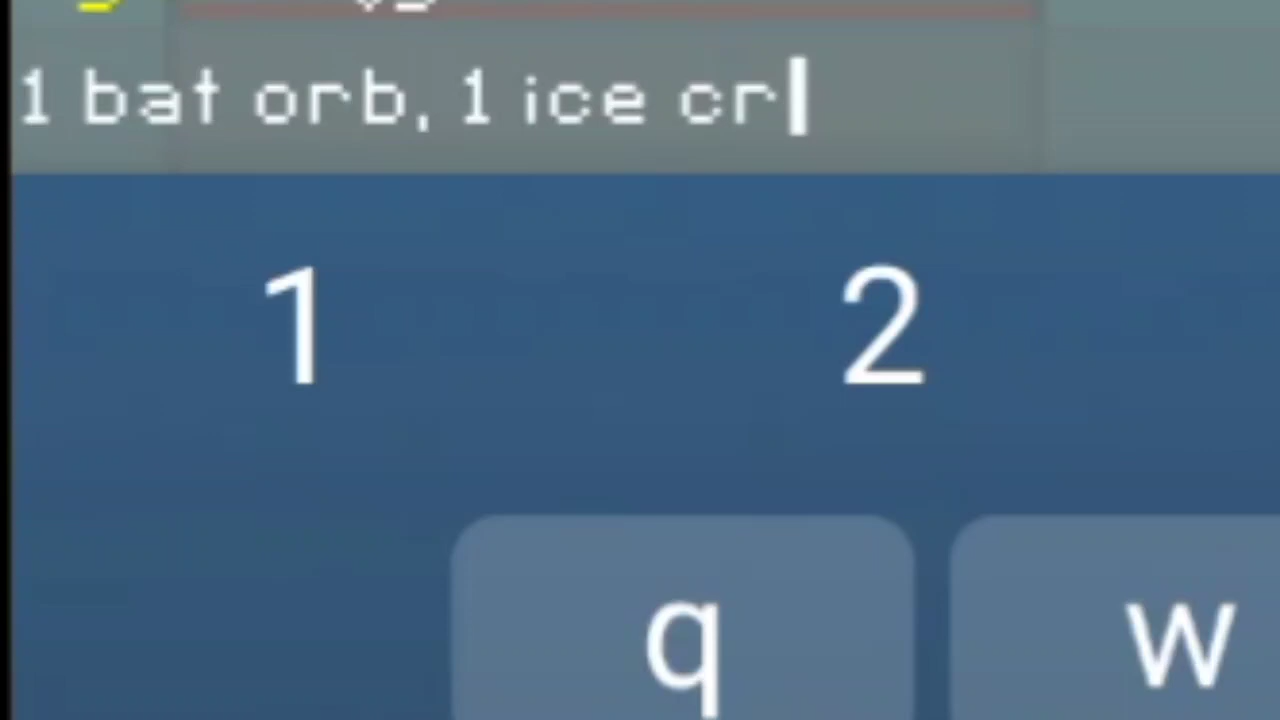 1 bat orb, 1 ice cr
1 2
q w